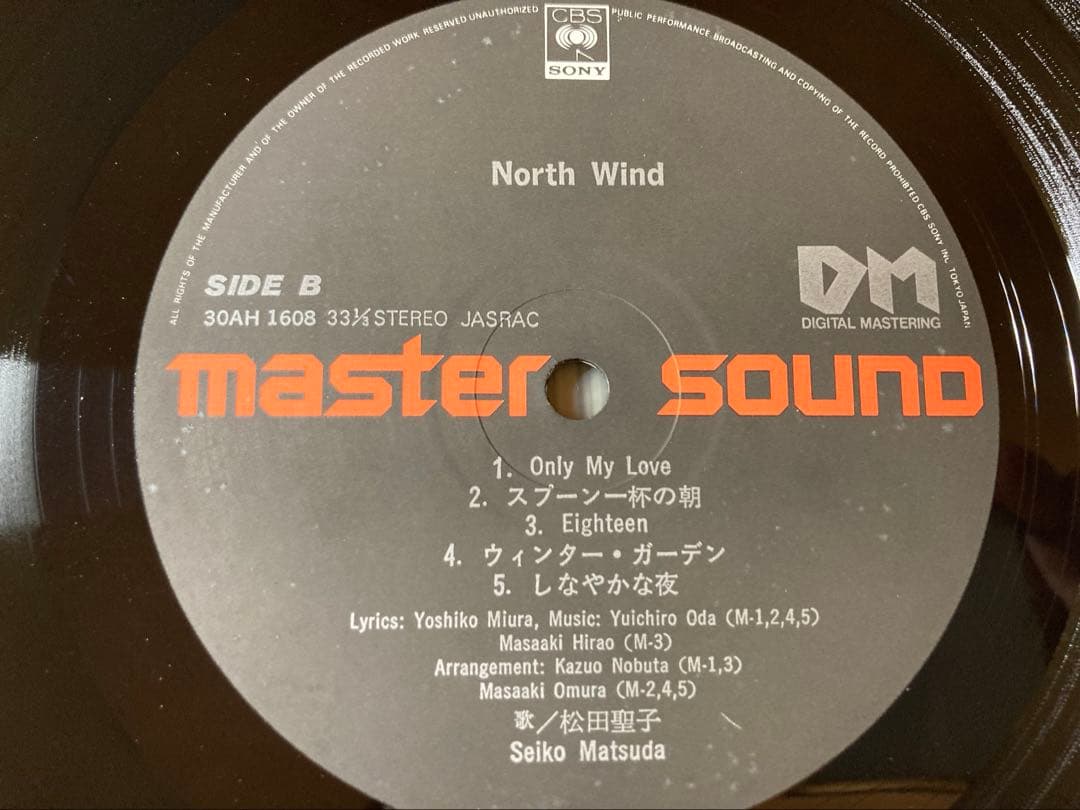 ALL RIGHTS OF THE MANUFACTURER AND OF THE OWNER OF THE RECORDED WORK RESERVED UNAUTHORIZED PUBLIC PERFORMANCE BROADCASTING AND COPYING OF THE RECORD PROHIBITED CBS SONY INC. TOKYO JAPAN
CBS
SONY
North Wind
SIDE B
30AH 1608 33⅓ STEREO JASRAC
DM
DIGITAL MASTERING
master sound
1. Only My Love
2. スプーン一杯の朝
3. Eighteen
4. ウィンター・ガーデン
5. しなやかな夜
Lyrics: Yoshiko Miura, Music: Yuichiro Oda (M-1,2,4,5)
Masaaki Hirao (M-3)
Arrangement: Kazuo Nobuta (M-1,3)
Masaaki Omura (M-2,4,5)
歌／松田聖子
Seiko Matsuda